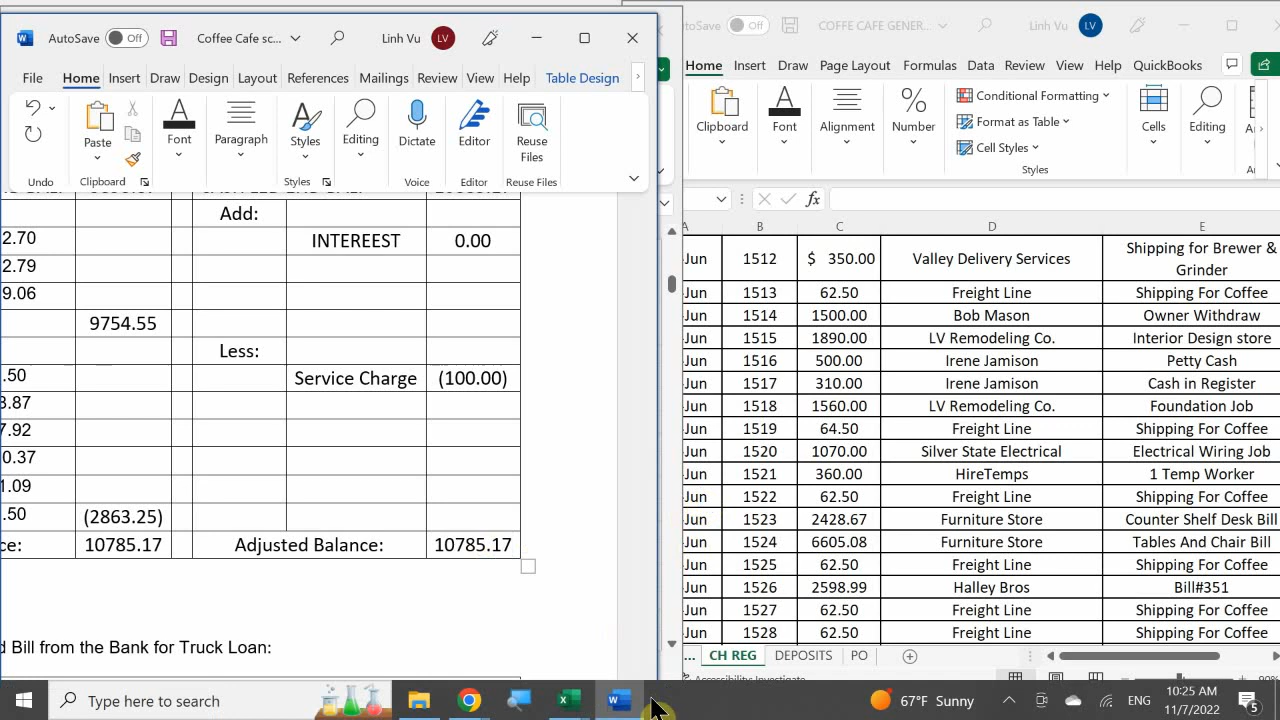 AutoSave Off Coffee Cafe sc... Linh Vu LV
File Home Insert Draw Design Layout References Mailings Review View Help Table Design
Paste Font Paragraph Styles Editing Dictate Editor Reuse Files
Undo Clipboard Styles Voice Editor Reuse Files
Add:
2.70 INTEREEST 0.00
2.79
9.06
9754.55
Less:
.50 Service Charge (100.00)
3.87
7.92
0.37
1.09
.50 (2863.25)
ce: 10785.17 Adjusted Balance: 10785.17
d Bill from the Bank for Truck Loan:
toSave Off COFFE CAFE GENER... Linh Vu LV
Home Insert Draw Page Layout Formulas Data Review View Help QuickBooks
Clipboard Font Alignment Number Conditional Formatting Format as Table Cell Styles Cells Editing
Styles
fx
A B C D E
-Jun 1512 $ 350.00 Valley Delivery Services Shipping for Brewer & Grinder
-Jun 1513 62.50 Freight Line Shipping For Coffee
-Jun 1514 1500.00 Bob Mason Owner Withdraw
-Jun 1515 1890.00 LV Remodeling Co. Interior Design store
-Jun 1516 500.00 Irene Jamison Petty Cash
-Jun 1517 310.00 Irene Jamison Cash in Register
-Jun 1518 1560.00 LV Remodeling Co. Foundation Job
-Jun 1519 64.50 Freight Line Shipping For Coffee
-Jun 1520 1070.00 Silver State Electrical Electrical Wiring Job
-Jun 1521 360.00 HireTemps 1 Temp Worker
-Jun 1522 62.50 Freight Line Shipping For Coffee
-Jun 1523 2428.67 Furniture Store Counter Shelf Desk Bill
-Jun 1524 6605.08 Furniture Store Tables And Chair Bill
-Jun 1525 62.50 Freight Line Shipping For Coffee
-Jun 1526 2598.99 Halley Bros Bill#351
-Jun 1527 62.50 Freight Line Shipping For Coffee
-Jun 1528 62.50 Freight Line Shipping For Coffee
... CH REG DEPOSITS PO
Type here to search 67°F Sunny ENG 10:25 AM
11/7/2022 5